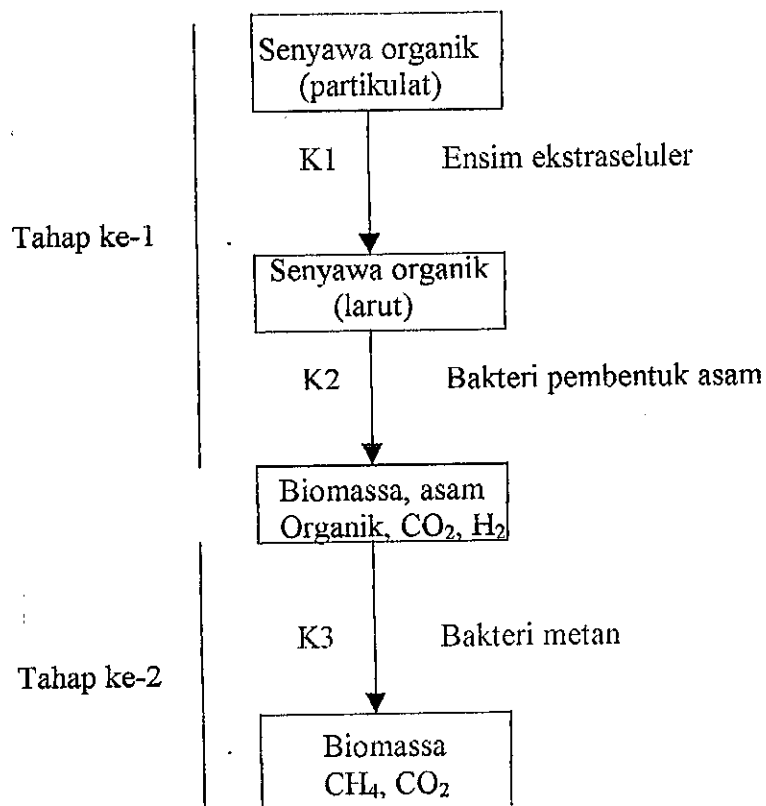 Senyawa organik
(partikulat)
K1
Ensim ekstraseluler
Tahap ke-1
Senyawa organik
(larut)
K2
Bakteri pembentuk asam
Biomassa, asam
Organik, CO₂, H₂
K3
Bakteri metan
Tahap ke-2
Biomassa
CH₄, CO₂